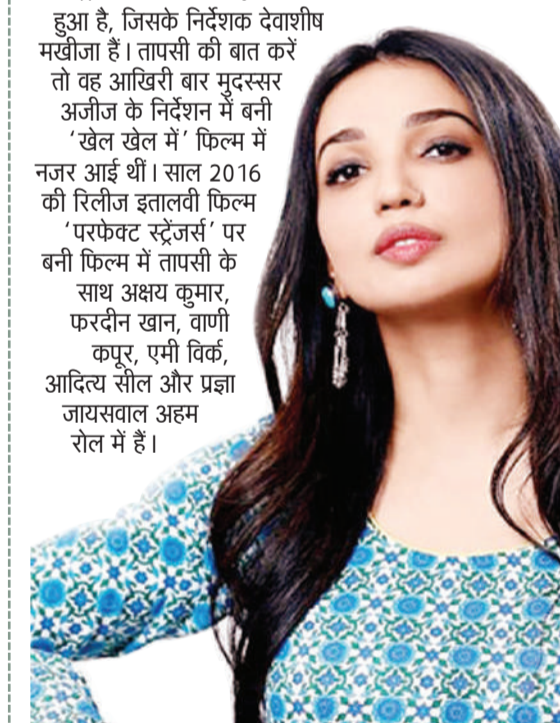 हुआ है, जिसके निर्देशक देवाशीष
मखीजा हैं। तापसी की बात करें
तो वह आखिरी बार मुदस्सर
अजीज के निर्देशन में बनी
‘खेल खेल में’ फिल्म में
नजर आई थीं। साल 2016
की रिलीज इतालवी फिल्म
‘परफेक्ट स्ट्रेंजर्स’ पर
बनी फिल्म में तापसी के
साथ अक्षय कुमार,
फरदीन खान, वाणी
कपूर, एमी विर्क,
आदित्य सील और प्रज्ञा
जायसवाल अहम
रोल में हैं।